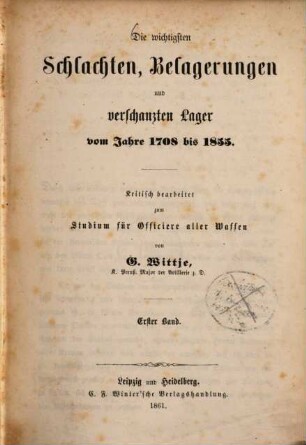 Die wichtigsten
Schlachten, Belagerungen
und
verschanzten Lager
vom Jahre 1708 bis 1855.
Kritisch bearbeitet
zum
Studium für Officiere aller Waffen
von
G. Wittje,
K. Preuß. Major der Artillerie z. D.
Erster Band.
Leipzig und Heidelberg.
C. F. Winter'sche Verlagshandlung.
1861.